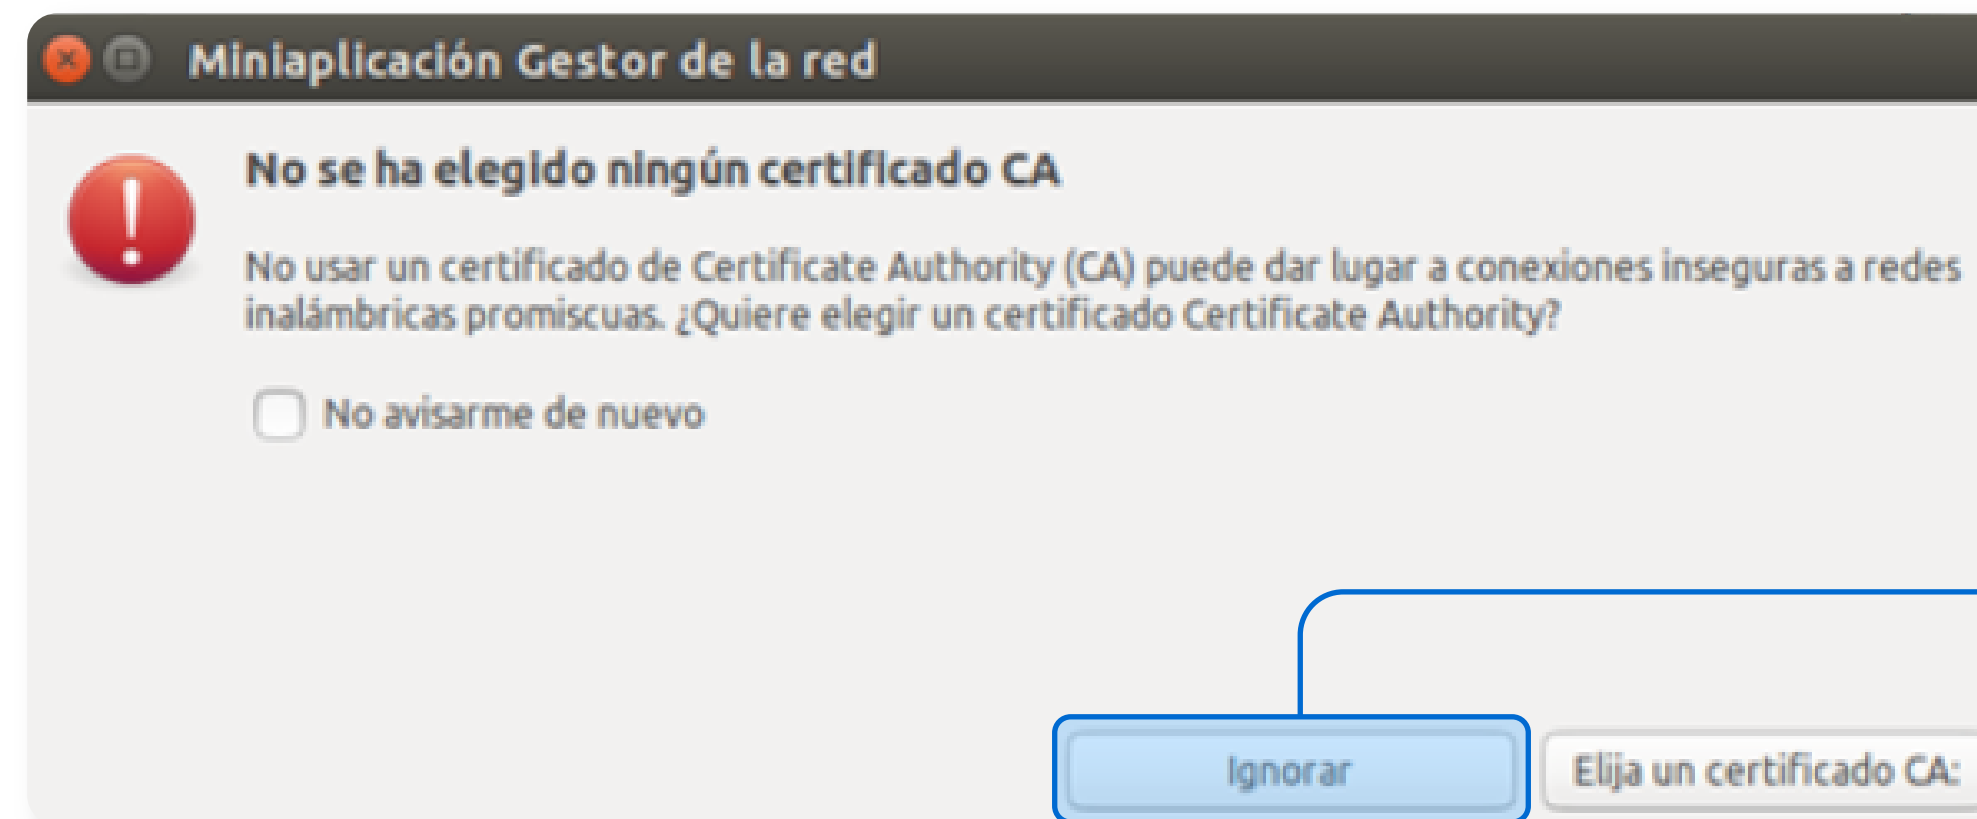 Miniaplicación Gestor de la red
No se ha elegido ningún certificado CA
No usar un certificado de Certificate Authority (CA) puede dar lugar a conexiones inseguras a redes
inalámbricas promiscuas. ¿Quiere elegir un certificado Certificate Authority?
No avisarme de nuevo
Ignorar
Elija un certificado CA: